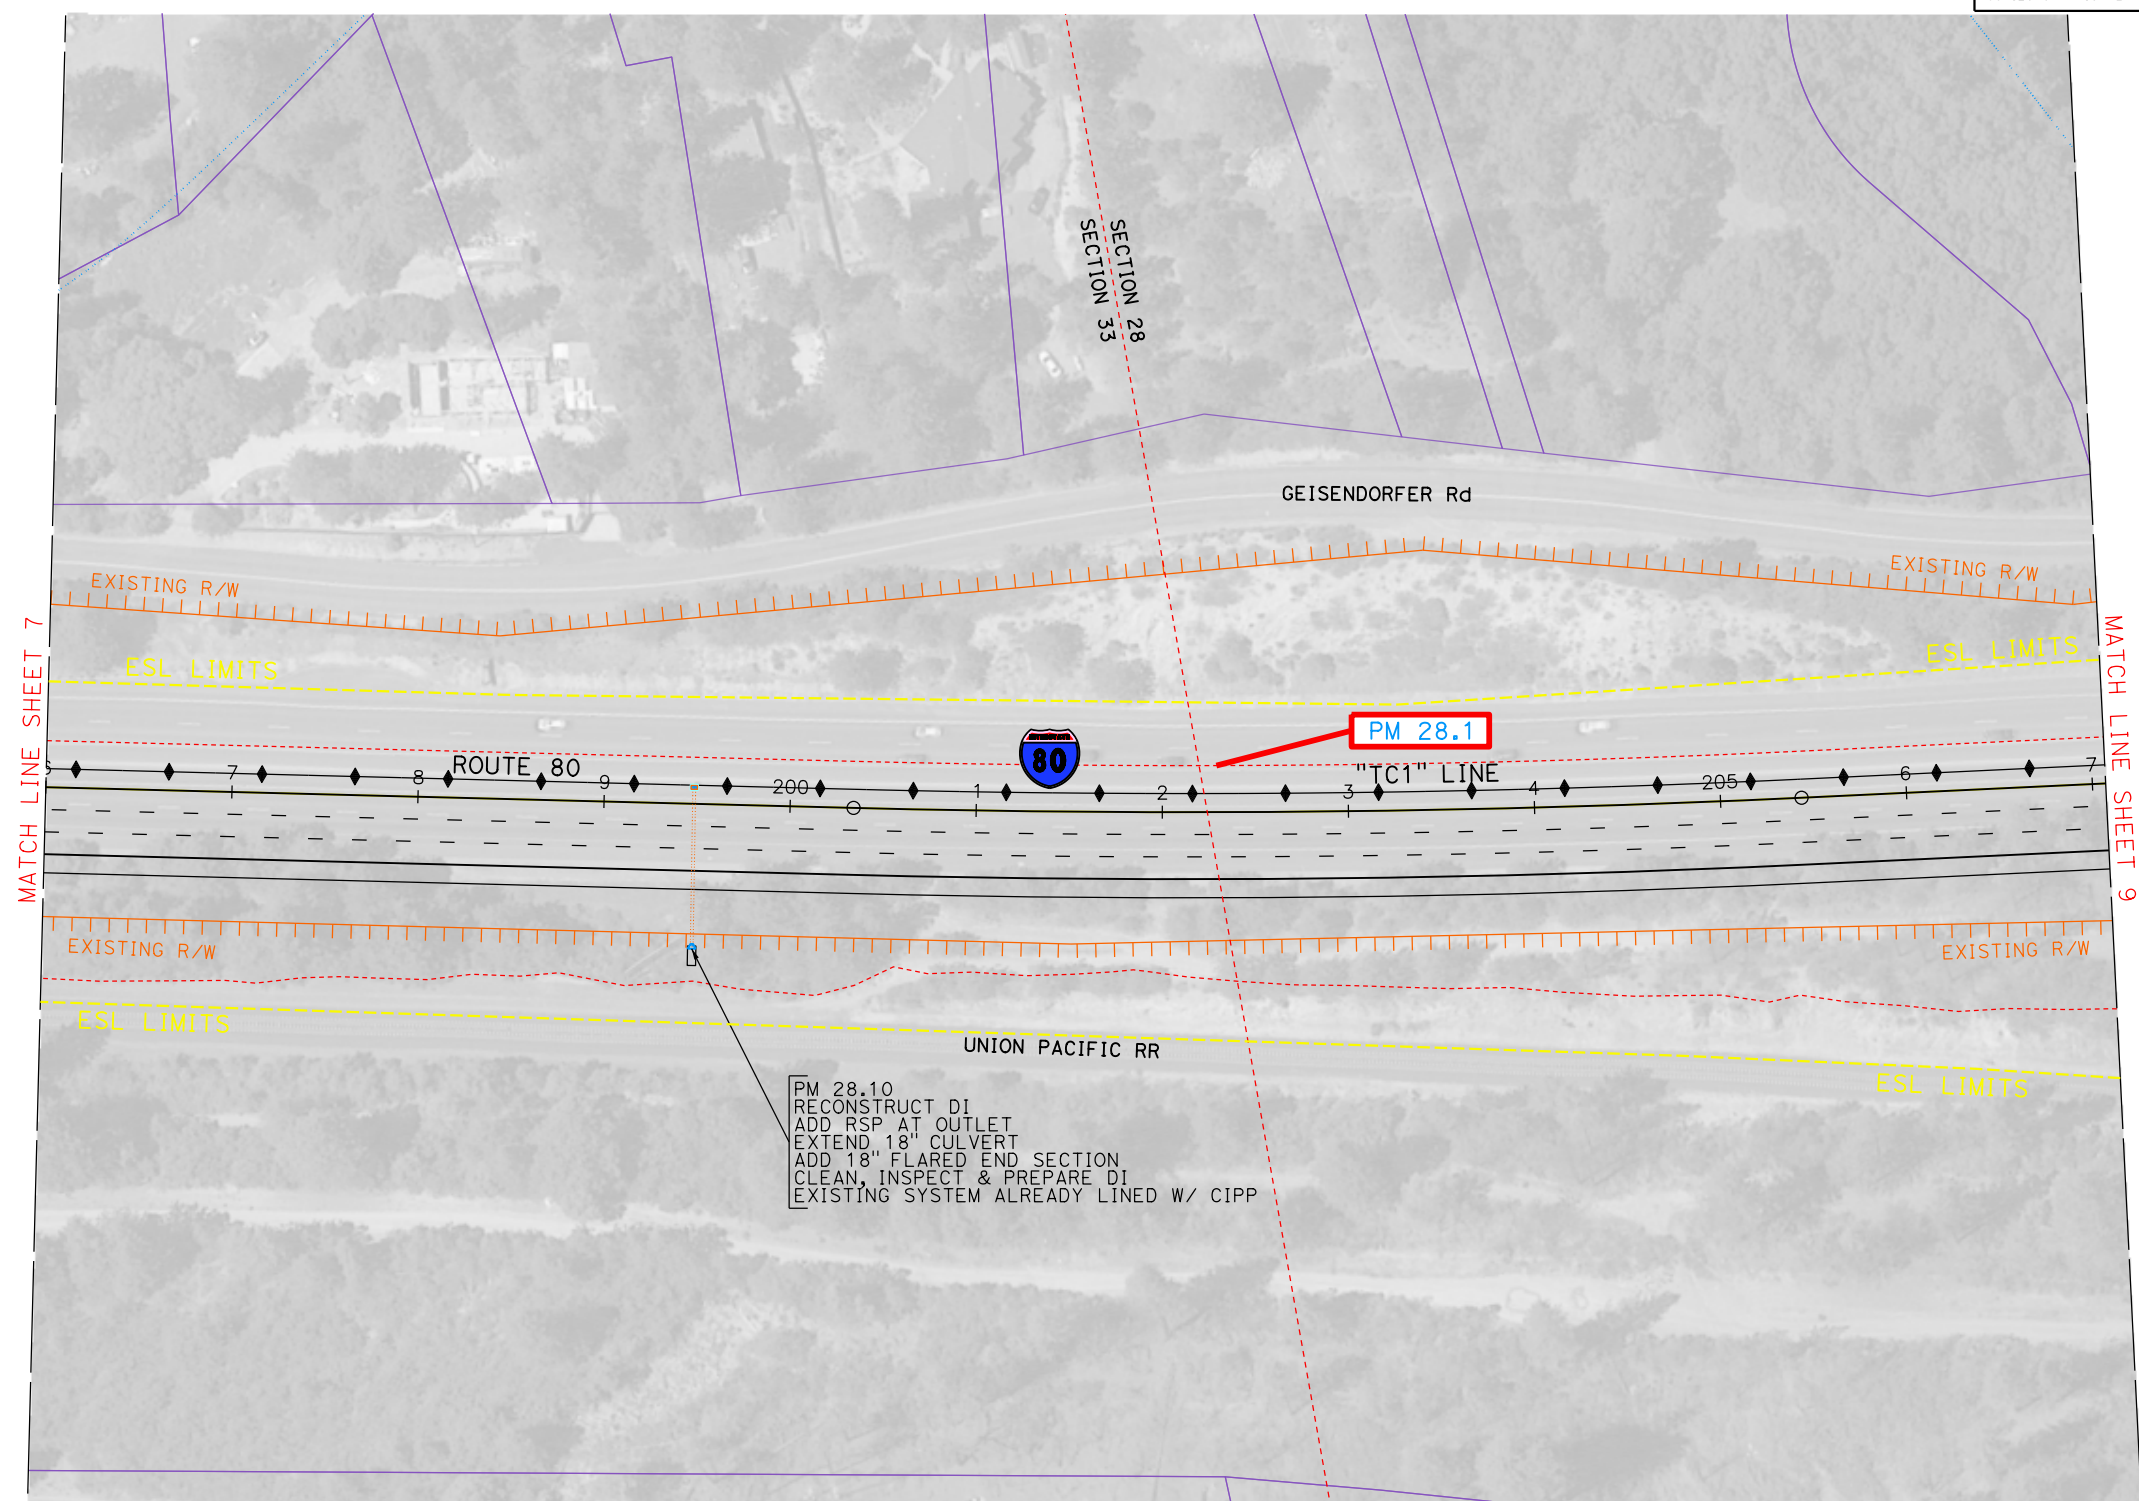 SECTION 28
SECTION 33
GEISENDORFER Rd
EXISTING R/W
EXISTING R/W
ESL LIMITS
ESL LIMITS
MATCH LINE SHEET 7
MATCH LINE SHEET 9
PM 28.1
80
ROUTE 80
"TC1" LINE
6 7 8 9 200 1 2 3 4 205 6 7
EXISTING R/W
EXISTING R/W
ESL LIMITS
UNION PACIFIC RR
ESL LIMITS
PM 28.10
RECONSTRUCT DI
ADD RSP AT OUTLET
EXTEND 18" CULVERT
ADD 18" FLARED END SECTION
CLEAN, INSPECT & PREPARE DI
EXISTING SYSTEM ALREADY LINED W/ CIPP